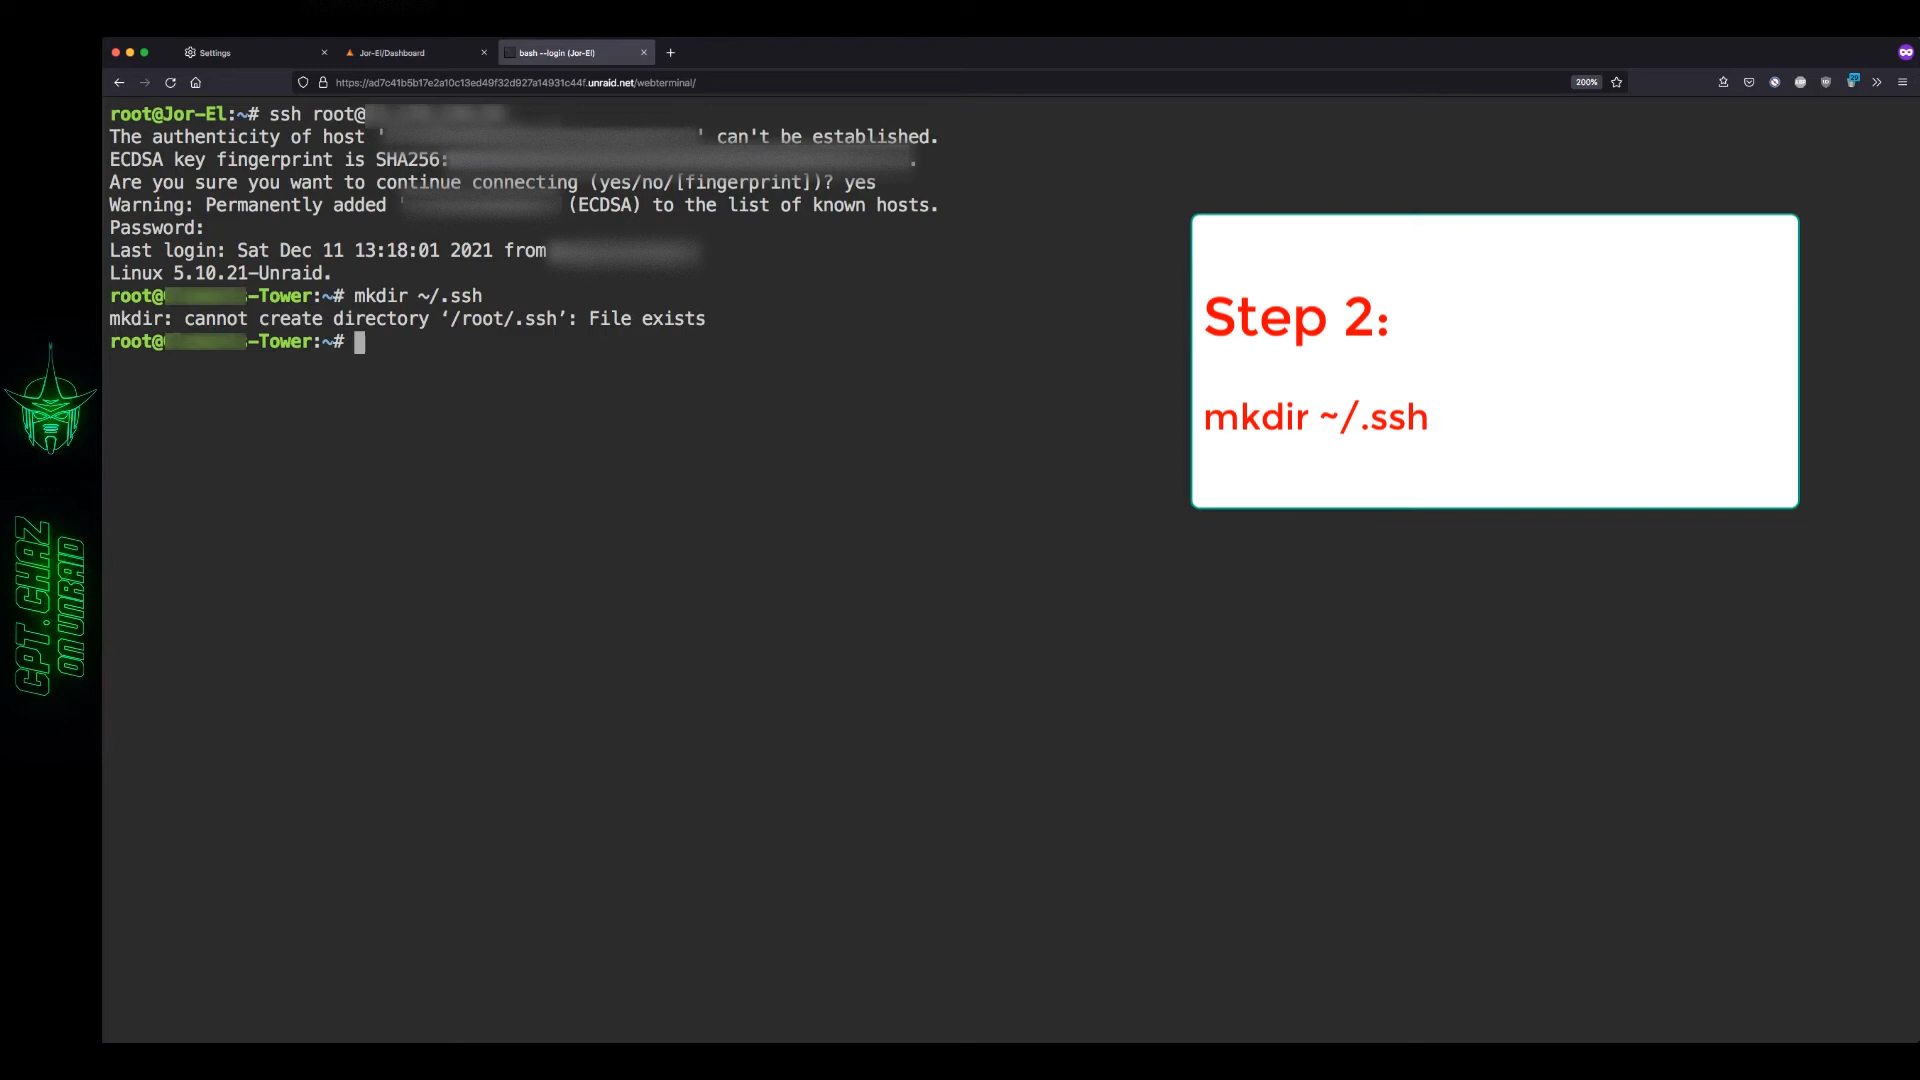 Settings
Jor-El/Dashboard
bash --login (Jor-El)
https://ad7c41b5b17e2a10c13ed49f32d927a14931c44f.unraid.net/webterminal/
200%
root@Jor-El:~# ssh root@
The authenticity of host ' ' can't be established.
ECDSA key fingerprint is SHA256: .
Are you sure you want to continue connecting (yes/no/[fingerprint])? yes
Warning: Permanently added ' (ECDSA) to the list of known hosts.
Password:
Last login: Sat Dec 11 13:18:01 2021 from
Linux 5.10.21-Unraid.
root@ -Tower:~# mkdir ~/.ssh
mkdir: cannot create directory ‘/root/.ssh’: File exists
root@ -Tower:~#
Step 2:
mkdir ~/.ssh
CPT. CHAZ
ON UNRAID